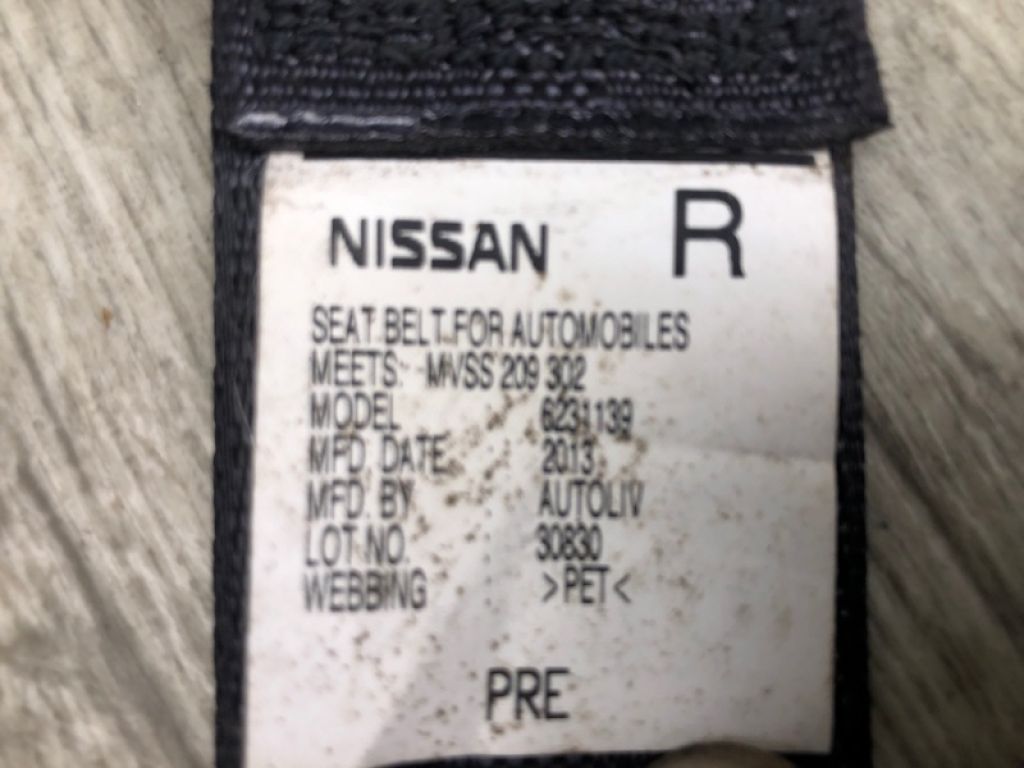 NISSAN R
SEAT BELT FOR AUTOMOBILES
MEETS: MVSS 209 302
MODEL 6231139
MFD. DATE 2013
MFD. BY AUTOLIV
LOT NO. 30830
WEBBING >PET<
PRE